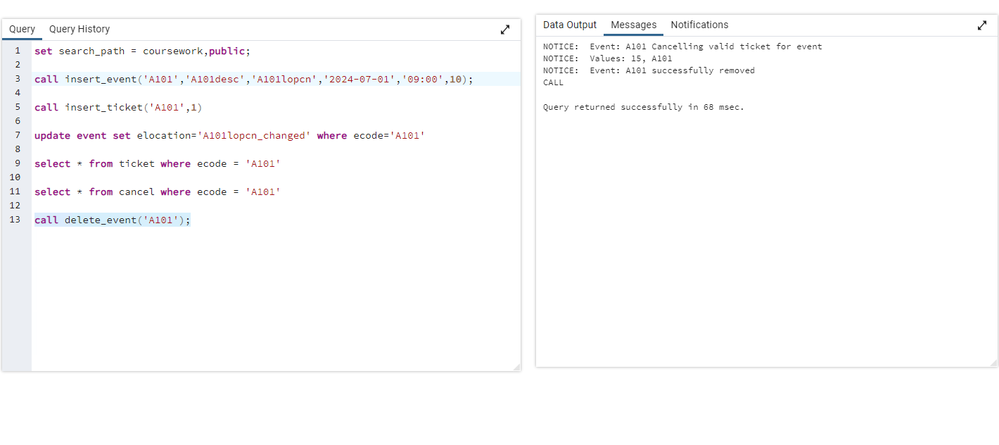 Query Query History
1 set search_path = coursework,public;
2
3 call insert_event('A101','A101desc','A101lopcn','2024-07-01','09:00',10);
4
5 call insert_ticket('A101',1)
6
7 update event set elocation='A101lopcn_changed' where ecode='A101'
8
9 select * from ticket where ecode = 'A101'
10
11 select * from cancel where ecode = 'A101'
12
13 call delete_event('A101');
Data Output Messages Notifications
NOTICE:  Event: A101 Cancelling valid ticket for event
NOTICE:  Values: 15, A101
NOTICE:  Event: A101 successfully removed
CALL
Query returned successfully in 68 msec.